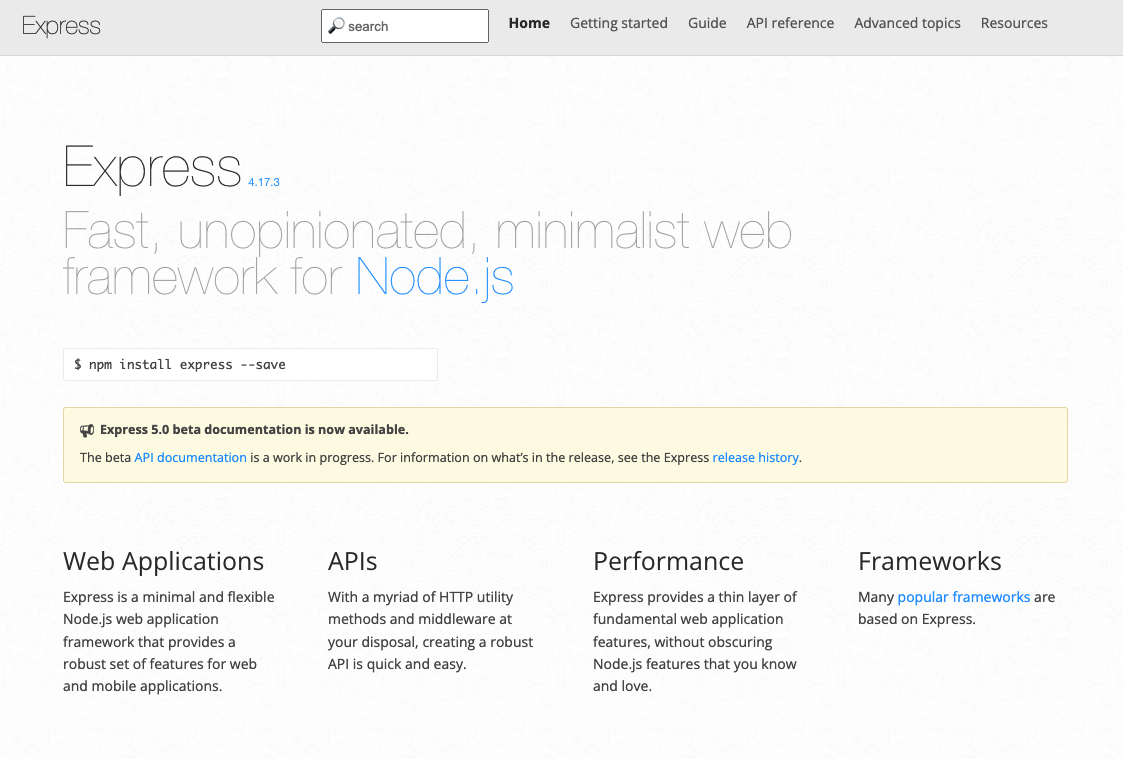 Express
search
Home Getting started Guide API reference Advanced topics Resources
Express 4.17.3
Fast, unopinionated, minimalist web
framework for Node.js
$ npm install express --save
Express 5.0 beta documentation is now available.
The beta API documentation is a work in progress. For information on what’s in the release, see the Express release history.
Web Applications
Express is a minimal and flexible
Node.js web application
framework that provides a
robust set of features for web
and mobile applications.
APIs
With a myriad of HTTP utility
methods and middleware at
your disposal, creating a robust
API is quick and easy.
Performance
Express provides a thin layer of
fundamental web application
features, without obscuring
Node.js features that you know
and love.
Frameworks
Many popular frameworks are
based on Express.